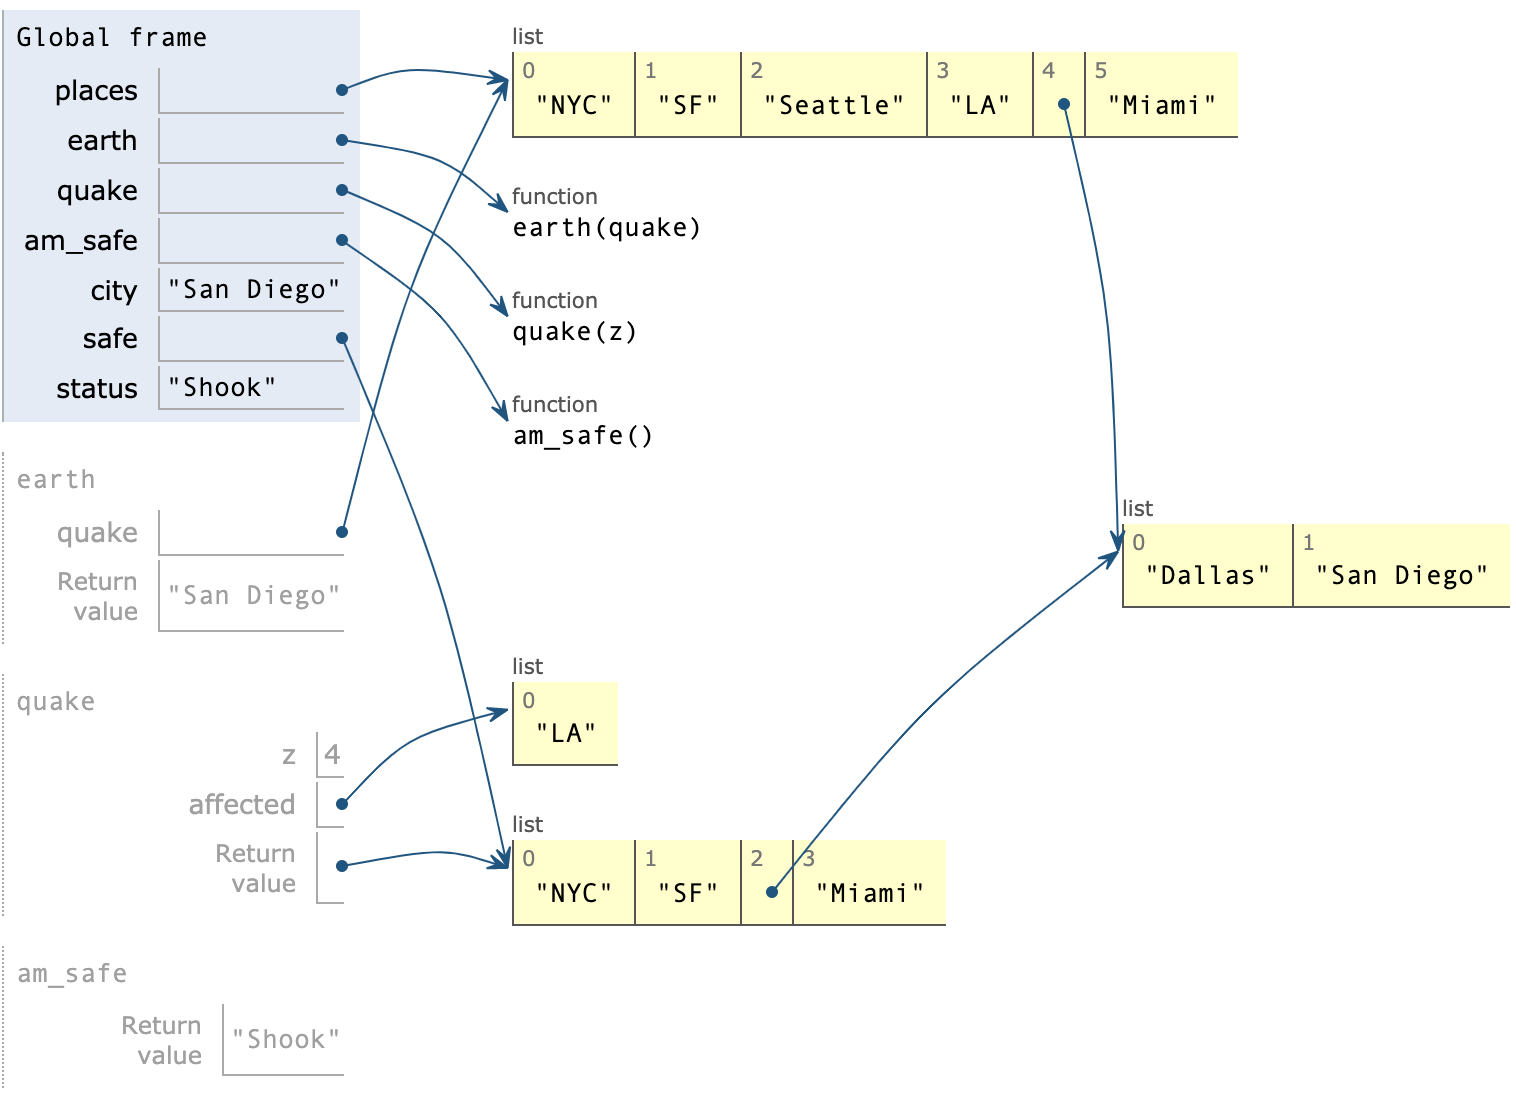 Global frame
places
earth
quake
am_safe
city "San Diego"
safe
status "Shook"
list
0 1 2 3 4 5
"NYC" "SF" "Seattle" "LA" "Miami"
function
earth(quake)
function
quake(z)
function
am_safe()
earth
quake
Return
value
"San Diego"
list
0 1
"Dallas" "San Diego"
quake
z 4
affected
Return
value
list
0
"LA"
list
0 1 2 3
"NYC" "SF" "Miami"
am_safe
Return
value
"Shook"